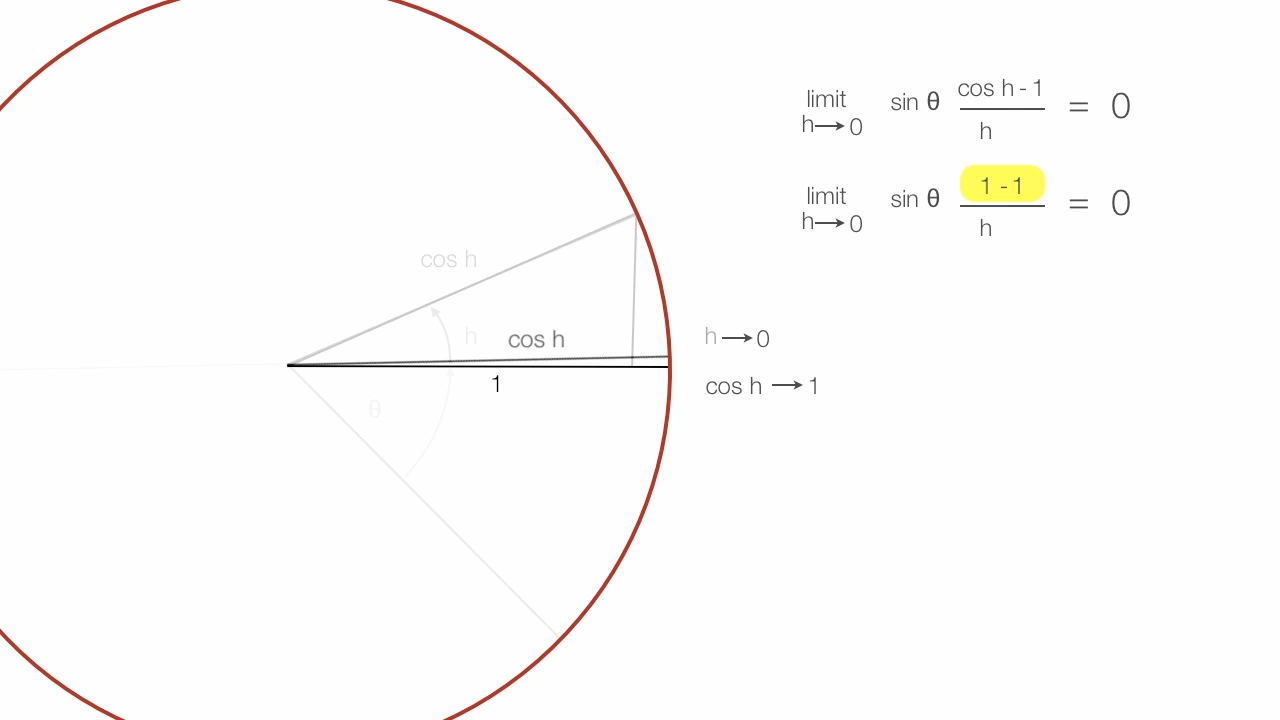 limit h→0 sin θ cos h - 1 / h = 0
limit h→0 sin θ 1 - 1 / h = 0
cos h
h
cos h
h→0
1
cos h → 1
θ